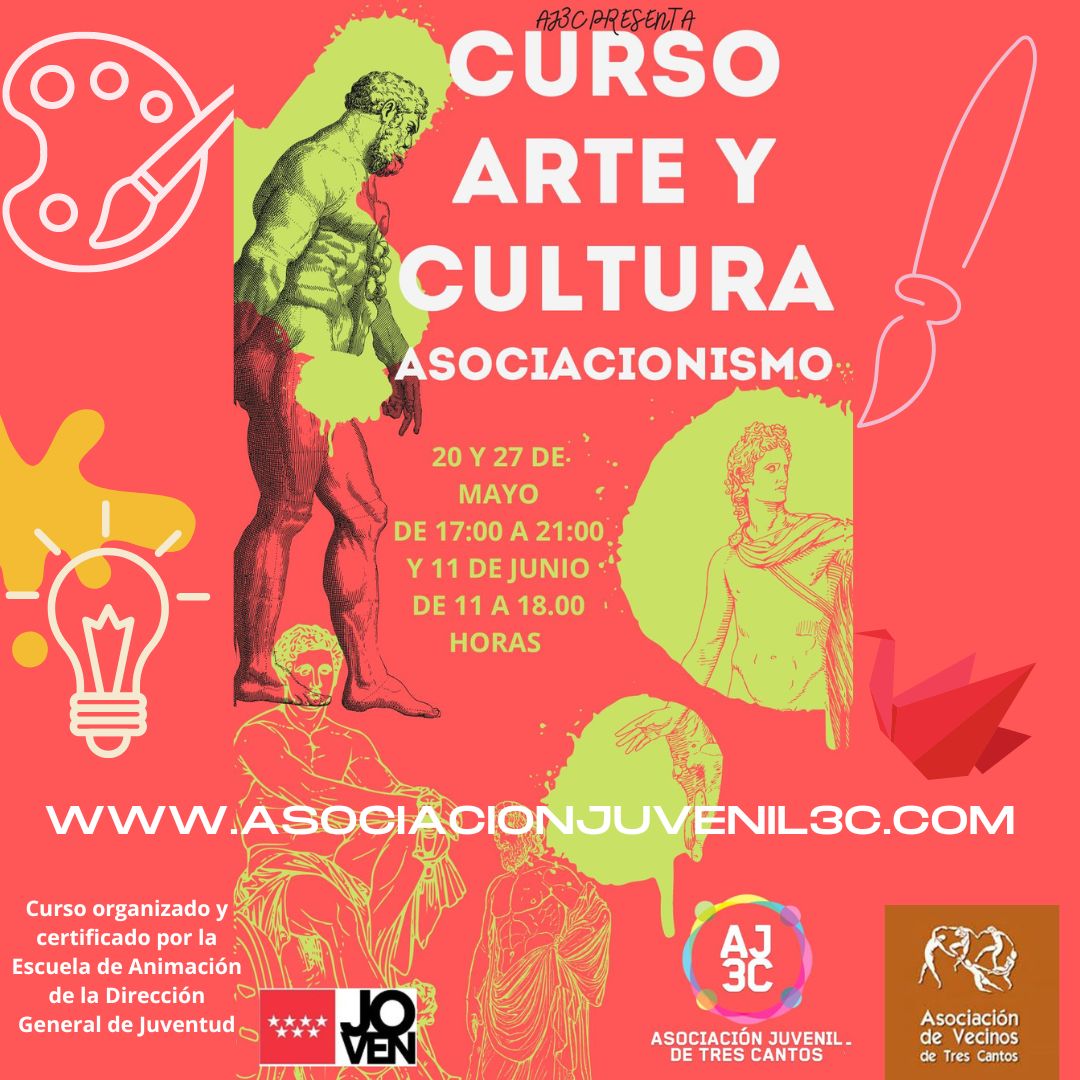 AJ3C PRESENTA
CURSO
ARTE Y
CULTURA
ASOCIACIONISMO
20 Y 27 DE
MAYO
DE 17:00 A 21:00
Y 11 DE JUNIO
DE 11 A 18.00
HORAS
WWW.ASOCIACIONJUVENIL3C.COM
Curso organizado y
certificado por la
Escuela de Animación
de la Dirección
General de Juventud
JO
VEN
AJ
3C
ASOCIACIÓN JUVENIL
DE TRES CANTOS
Asociación
de Vecinos
de Tres Cantos